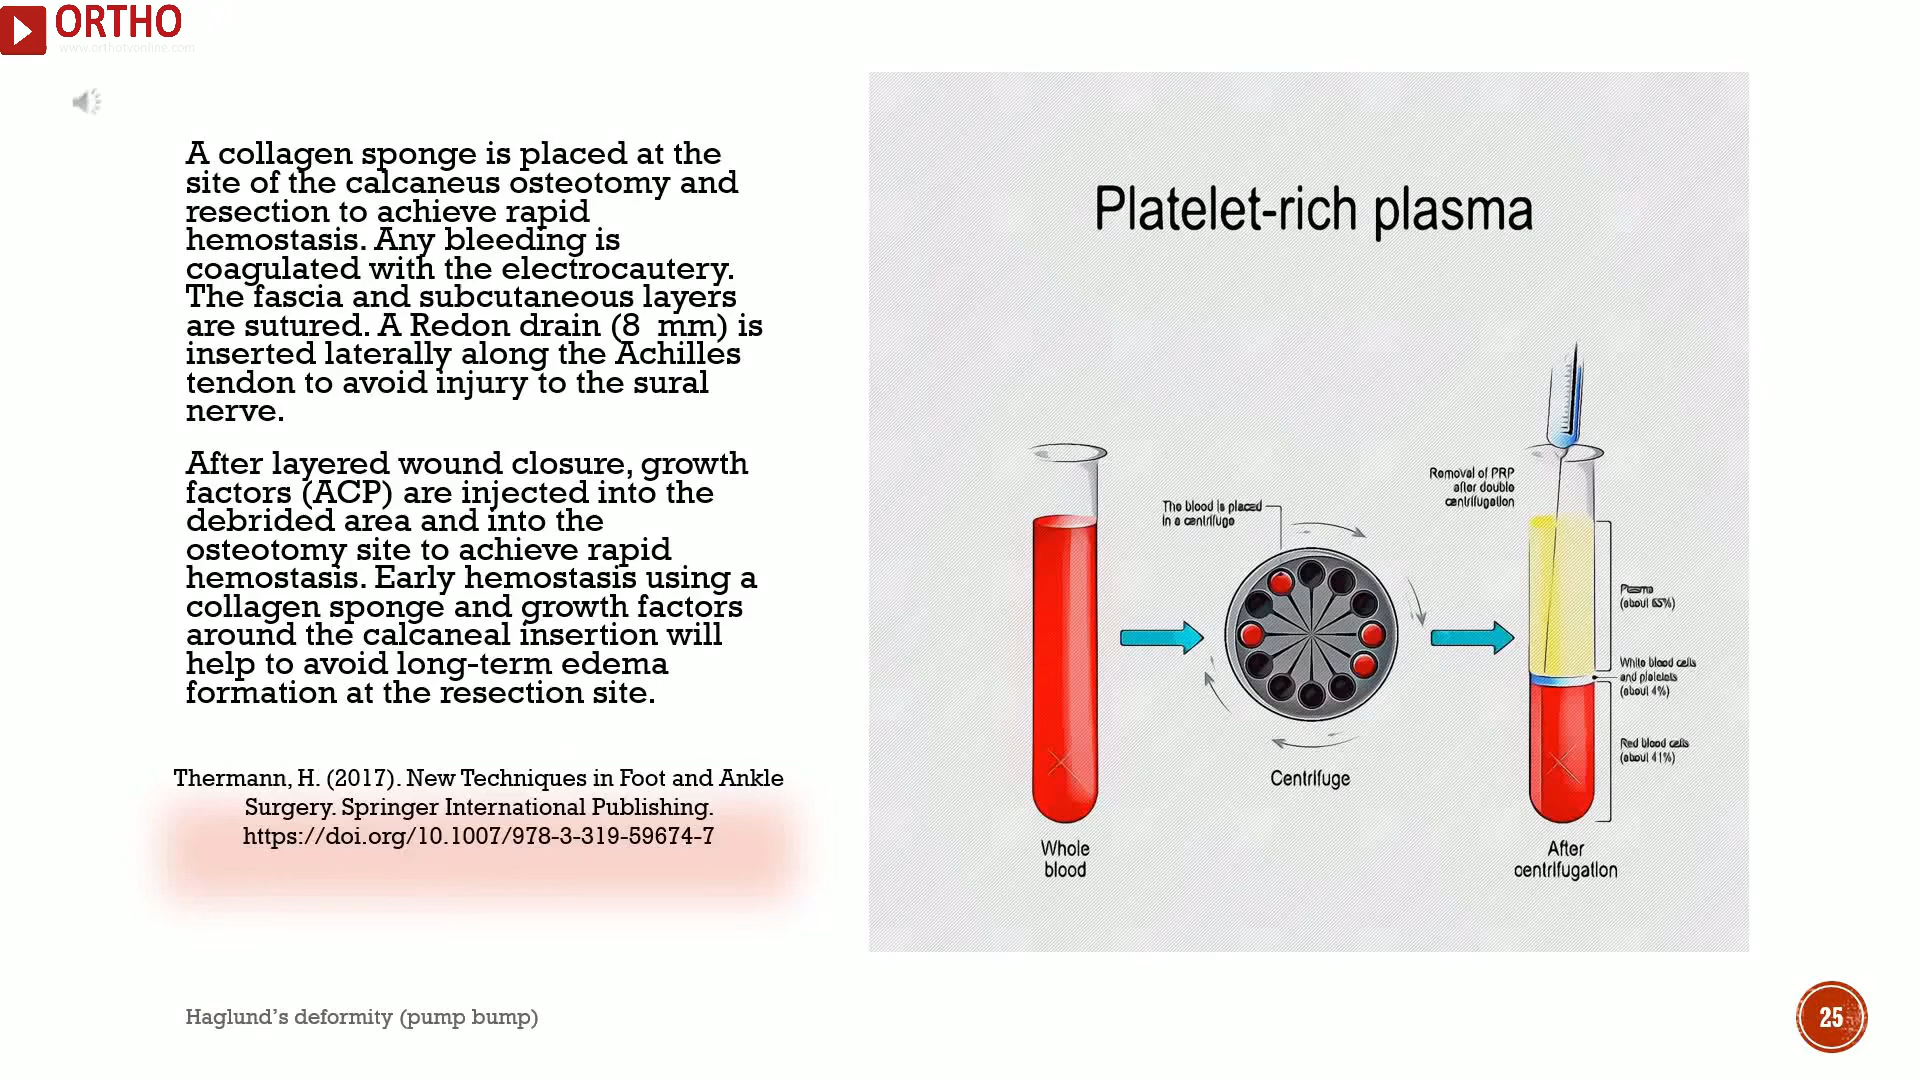 ORTHO
www.orthotvonline.com
A collagen sponge is placed at the
site of the calcaneus osteotomy and
resection to achieve rapid
hemostasis. Any bleeding is
coagulated with the electrocautery.
The fascia and subcutaneous layers
are sutured. A Redon drain (8  mm) is
inserted laterally along the Achilles
tendon to avoid injury to the sural
nerve.
After layered wound closure, growth
factors (ACP) are injected into the
debrided area and into the
osteotomy site to achieve rapid
hemostasis. Early hemostasis using a
collagen sponge and growth factors
around the calcaneal insertion will
help to avoid long-term edema
formation at the resection site.
Thermann, H. (2017). New Techniques in Foot and Ankle
Surgery. Springer International Publishing.
https://doi.org/10.1007/978-3-319-59674-7
Platelet-rich plasma
Removal of PRP
after double
centrifugation
The blood is placed
in a centrifuge
Plasma
(about 55%)
White blood cells
and platelets
(about 4%)
Red blood cells
(about 41%)
Centrifuge
Whole
blood
After
centrifugation
Haglund's deformity (pump bump)
25